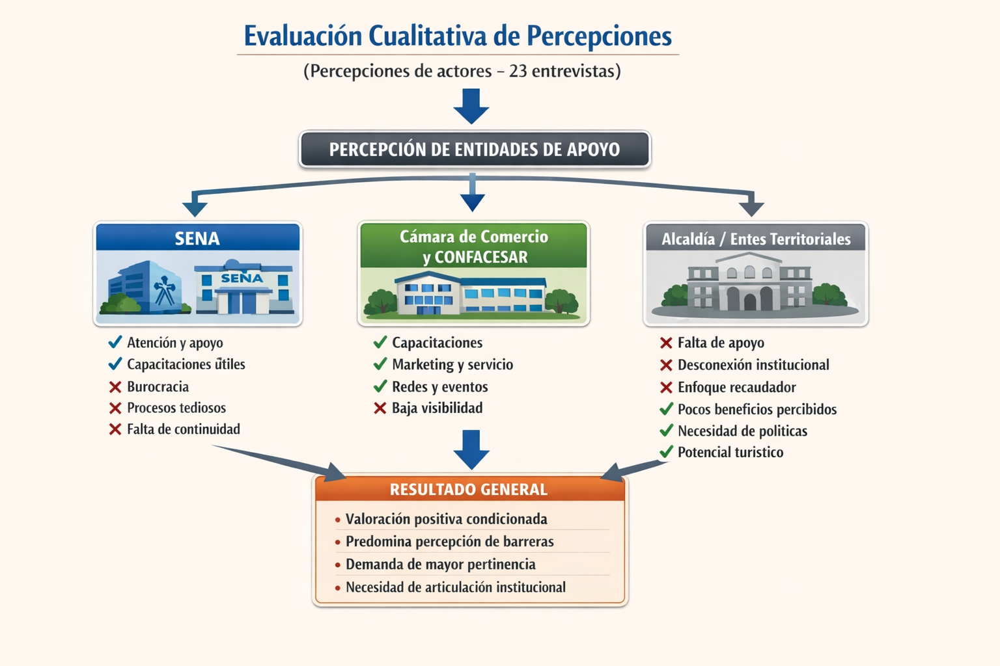 Evaluación Cualitativa de Percepciones
(Percepciones de actores – 23 entrevistas)
PERCEPCIÓN DE ENTIDADES DE APOYO
SENA
SEÑA
Atención y apoyo
Capacitaciones útiles
Burocracia
Procesos tediosos
Falta de continuidad
Cámara de Comercio
y CONFACESAR
Capacitaciones
Marketing y servicio
Redes y eventos
Baja visibilidad
Alcaldía / Entes Territoriales
Falta de apoyo
Desconexión institucional
Enfoque recaudador
Pocos beneficios percibidos
Necesidad de politicas
Potencial turistico
RESULTADO GENERAL
• Valoración positiva condicionada
• Predomina percepción de barreras
• Demanda de mayor pertinencia
• Necesidad de articulación institucional